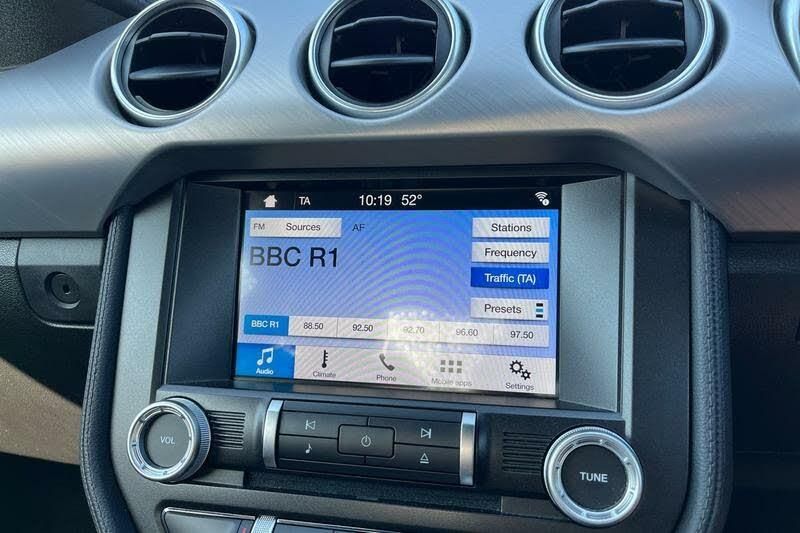 TA 10:19 52°
FM Sources AF Stations
BBC R1 Frequency
Traffic (TA)
Presets
BBC R1 88.50 92.50 92.70 96.60 97.50
Audio Climate Phone Mobile apps Settings
VOL
TUNE